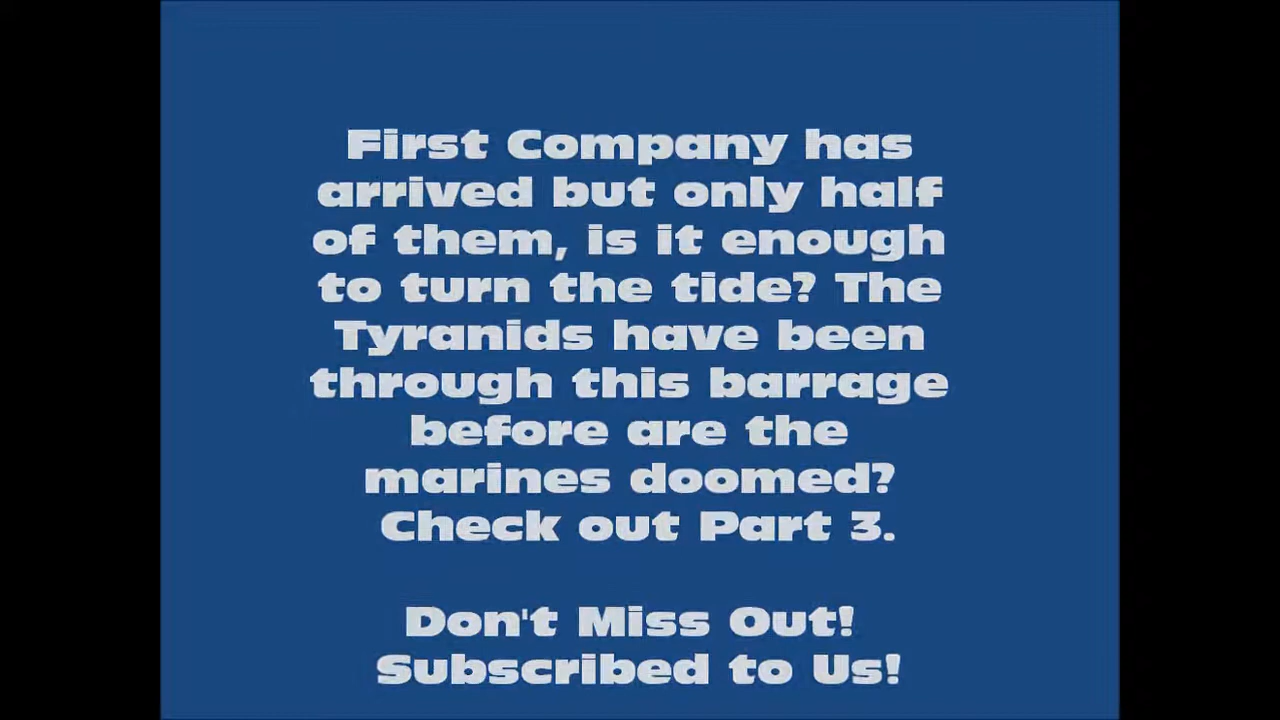 First Company has
arrived but only half
of them, is it enough
to turn the tide? The
Tyranids have been
through this barrage
before are the
marines doomed?
Check out Part 3.
Don't Miss Out!
Subscribed to Us!